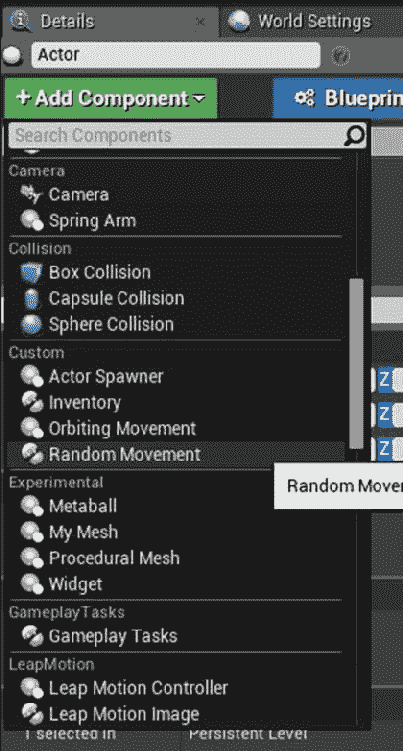 Details
World Settings
Actor
+ Add Component
Blueprin
Search Components
Camera
Camera
Spring Arm
Collision
Box Collision
Capsule Collision
Sphere Collision
Custom
Actor Spawner
Inventory
Orbiting Movement
Random Movement
Random Mover
Experimental
Metaball
My Mesh
Procedural Mesh
Widget
GameplayTasks
Gameplay Tasks
LeapMotion
Leap Motion Controller
Leap Motion Image
1 selected in
Persistent Level
Z
Z
Z